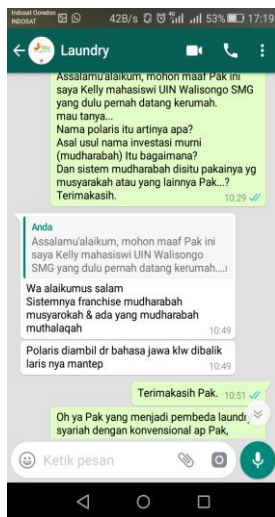 Indosat Ooredoo
INDOSAT
42B/s
53%
17:19
Laundry
Assalamu'alaikum, mohon maaf Pak ini
saya Kelly mahasiswi UIN Walisongo SMG
yang dulu pernah datang kerumah.
mau tanya...
Nama polaris itu artinya apa?
Asal usul nama investasi murni
(mudharabah) Itu bagaimana?
Dan sistem mudharabah disitu pakainya yg
musyarakah atau yang lainnya Pak...?
Terimakasih.
10:29
Anda
Assalamu'alaikum, mohon maaf Pak ini
saya Kelly mahasiswi UIN Walisongo
SMG yang dulu pernah datang kerumah....
Wa alaikumus salam
Sistemnya franchise mudharabah
musyarokah & ada yang mudharabah
muthalaqah
10:49
Polaris diambil dr bahasa jawa klw dibalik
laris nya mantep
10:49
Terimakasih Pak. 10:51
Oh ya Pak yang menjadi pembeda laundry
syariah dengan konvensional ap Pak,
Ketik pesan